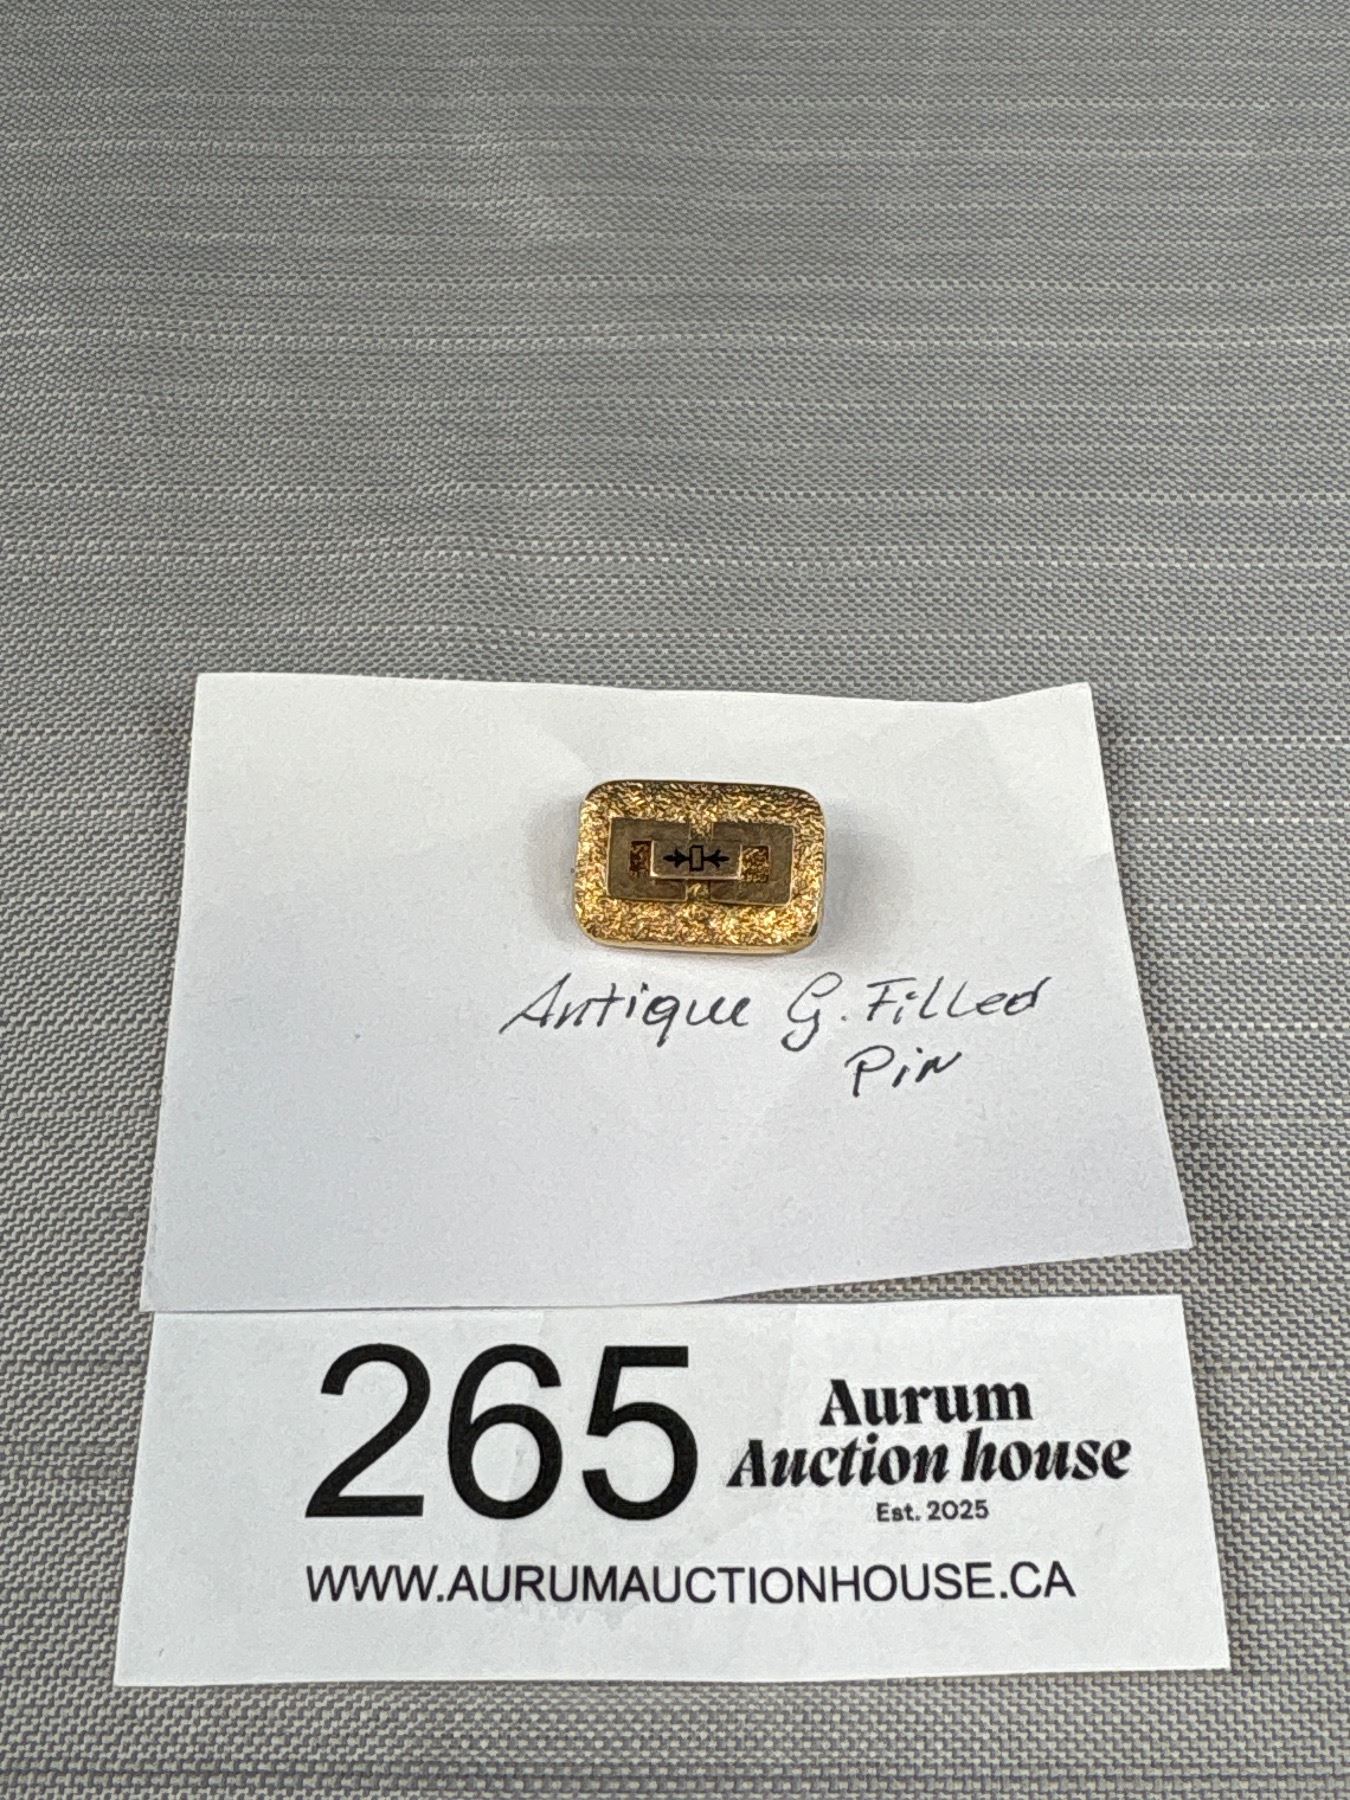 Antique G. Filled
Pin
265
Aurum
Auction house
Est. 2025
WWW.AURUMAUCTIONHOUSE.CA